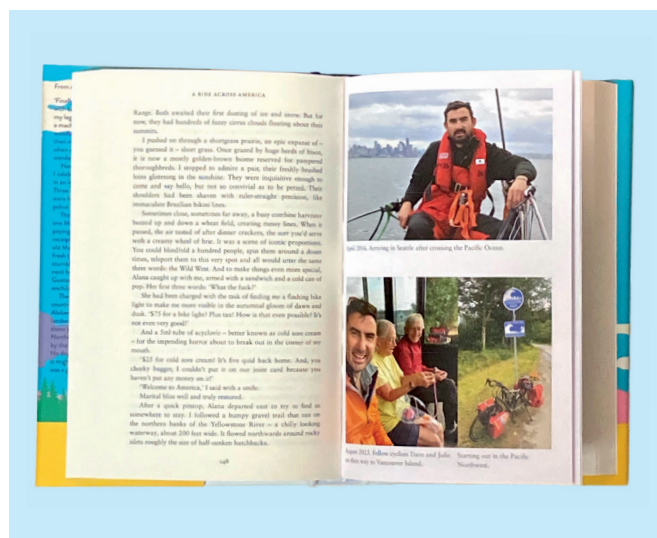 A RIDE ACROSS AMERICA
Range. Both awaited their first dusting of ice and snow. But for
now, they had hundreds of fuzzy cirrus clouds floating about their
summits.
I pushed on through a shortgrass prairie, an epic expanse of –
you guessed it – short grass. Once grazed by huge herds of bison,
it is now a mostly golden-brown home reserved for pampered
thoroughbreds. I stopped to admire a pair, their freshly brushed
coats glistening in the sunshine. They were inquisitive enough to
come and say hello, but not so convivial as to be petted. Their
shoulders had been shaven with ruler-straight precision, like
immaculate Brazilian bikini lines.
Sometimes close, sometimes far away, a busy combine harvester
buzzed up and down a wheat field, creating messy lines. When it
passed, the air tasted of after dinner crackers, the sort you'd serve
with a creamy wheel of brie. It was a scene of iconic proportions.
You could blindfold a hundred people, spin them around a dozen
times, teleport them to this very spot and all would utter the same
three words: the Wild West. And to make things even more special,
Alana caught up with me, armed with a sandwich and a cold can of
pop. Her first three words: 'What the fuck?'
She had been charged with the task of finding me a flashing bike
light to make me more visible in the autumnal gloom of dawn and
dusk. '$75 for a bike light! Plus tax! How is that even possible? It's
not even very good!'
And a 5ml tube of acyclovir – better known as cold sore cream
– for the impending horror about to break out in the corner of my
mouth.
'$25 for cold sore cream! It's five quid back home. And, you
cheeky bugger, I couldn't put it on our joint card because you
haven't put any money on it!'
'Welcome to America,' I said with a smile.
Marital bliss well and truly restored.
After a quick pitstop, Alana departed east to try to find us
somewhere to stay. I followed a bumpy gravel trail that ran on
the northern banks of the Yellowstone River – a chilly looking
waterway, about 200 feet wide. It flowed northwards around rocky
islets roughly the size of half-sunken hatchbacks.
148
April 2016. Arriving in Seattle after crossing the Pacific Ocean.
August 2023. Fellow cyclists Dave and Julie
on their way to Vancouver Island.
Starting out in the Pacific
Northwest.